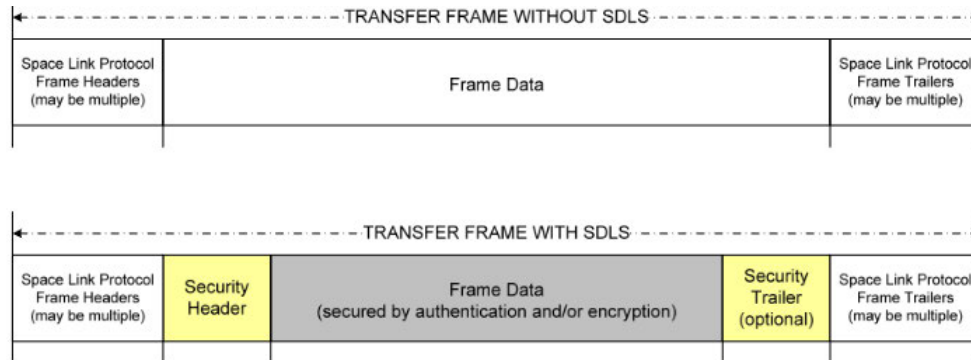 TRANSFER FRAME WITHOUT SDLS
Space Link Protocol
Frame Headers
(may be multiple)
Frame Data
Space Link Protocol
Frame Trailers
(may be multiple)
TRANSFER FRAME WITH SDLS
Space Link Protocol
Frame Headers
(may be multiple)
Security
Header
Frame Data
(secured by authentication and/or encryption)
Security
Trailer
(optional)
Space Link Protocol
Frame Trailers
(may be multiple)